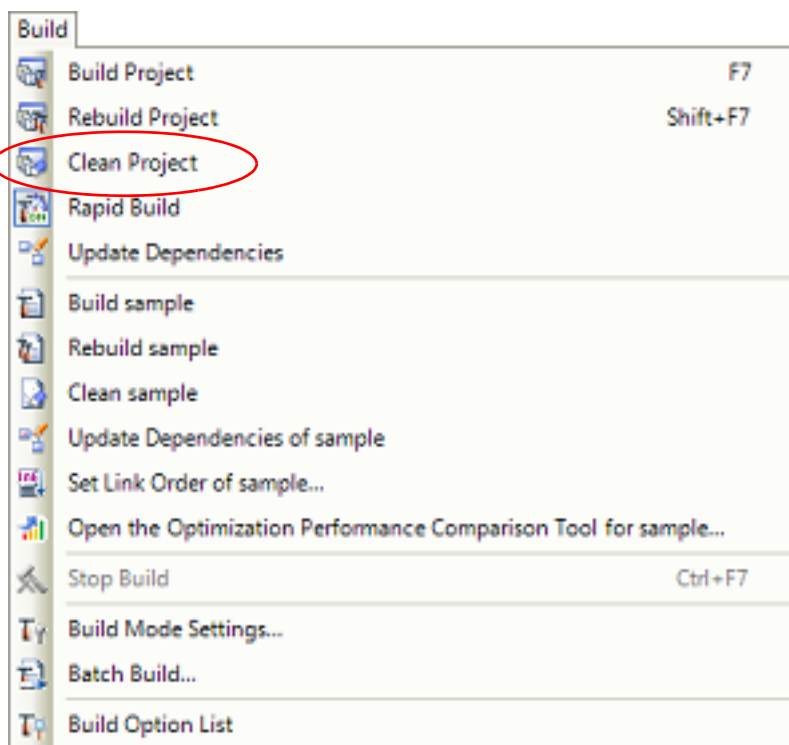 Build
Build Project F7
Rebuild Project Shift+F7
Clean Project
Rapid Build
Update Dependencies
Build sample
Rebuild sample
Clean sample
Update Dependencies of sample
Set Link Order of sample...
Open the Optimization Performance Comparison Tool for sample...
Stop Build Ctrl+F7
Build Mode Settings...
Batch Build...
Build Option List